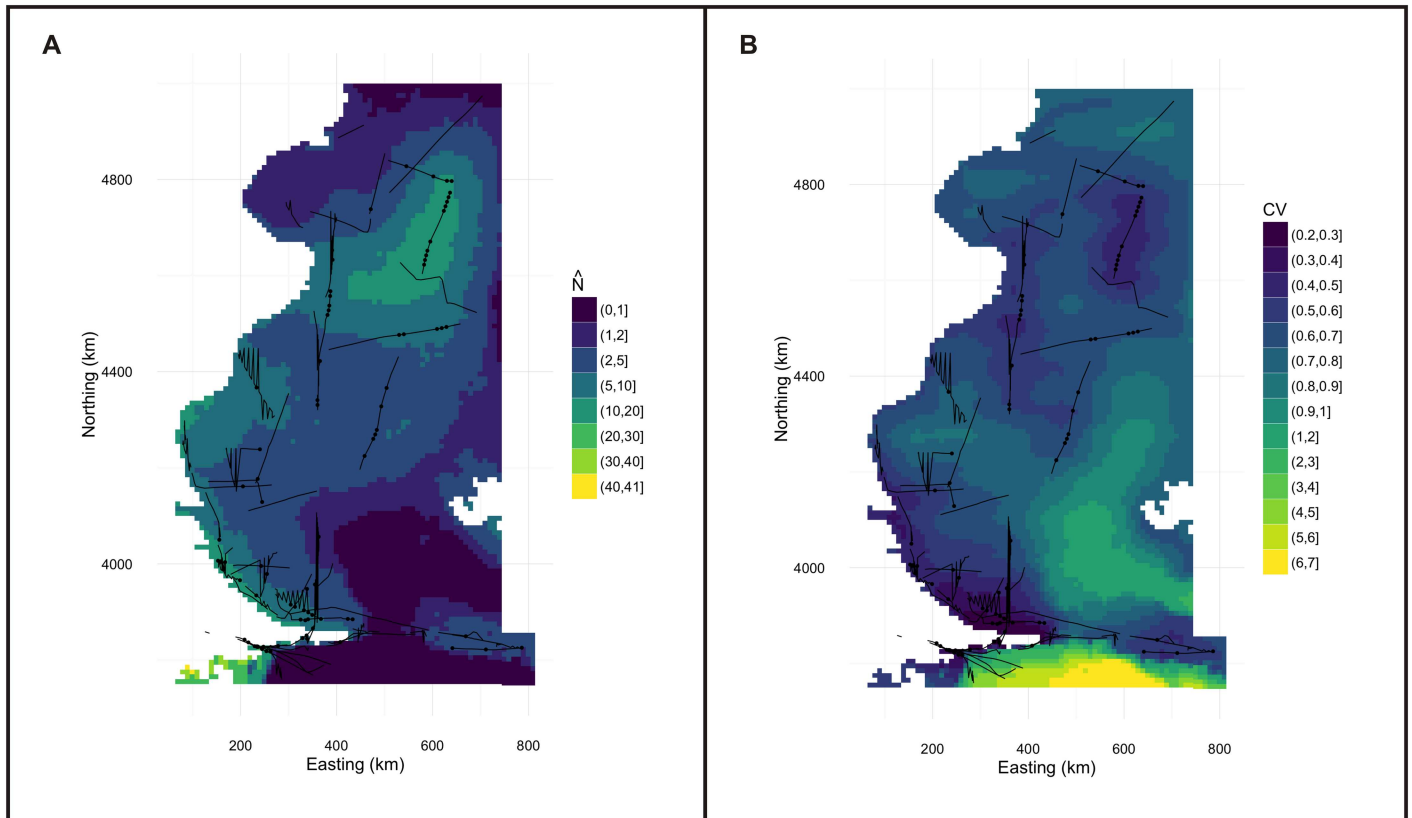 A
4800
4400
4000
Northing (km)
200 400 600 800
Easting (km)
N̂
(0,1]
(1,2]
(2,5]
(5,10]
(10,20]
(20,30]
(30,40]
(40,41]
B
4800
4400
4000
Northing (km)
200 400 600 800
Easting (km)
CV
(0.2,0.3]
(0.3,0.4]
(0.4,0.5]
(0.5,0.6]
(0.6,0.7]
(0.7,0.8]
(0.8,0.9]
(0.9,1]
(1,2]
(2,3]
(3,4]
(4,5]
(5,6]
(6,7]